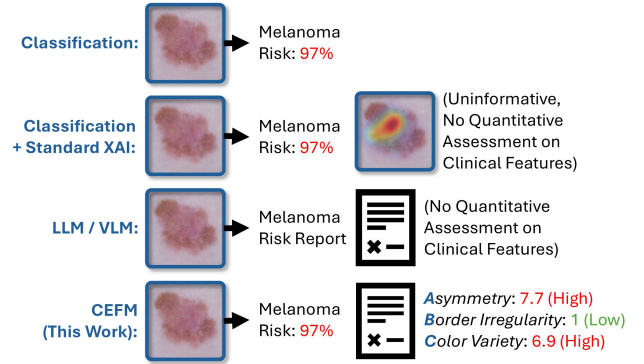 Classification:
Melanoma
Risk: 97%
Classification
+ Standard XAI:
Melanoma
Risk: 97%
(Uninformative,
No Quantitative
Assessment on
Clinical Features)
LLM / VLM:
Melanoma
Risk Report
(No Quantitative
Assessment on
Clinical Features)
CEFM
(This Work):
Melanoma
Risk: 97%
Asymmetry: 7.7 (High)
Border Irregularity: 1 (Low)
Color Variety: 6.9 (High)